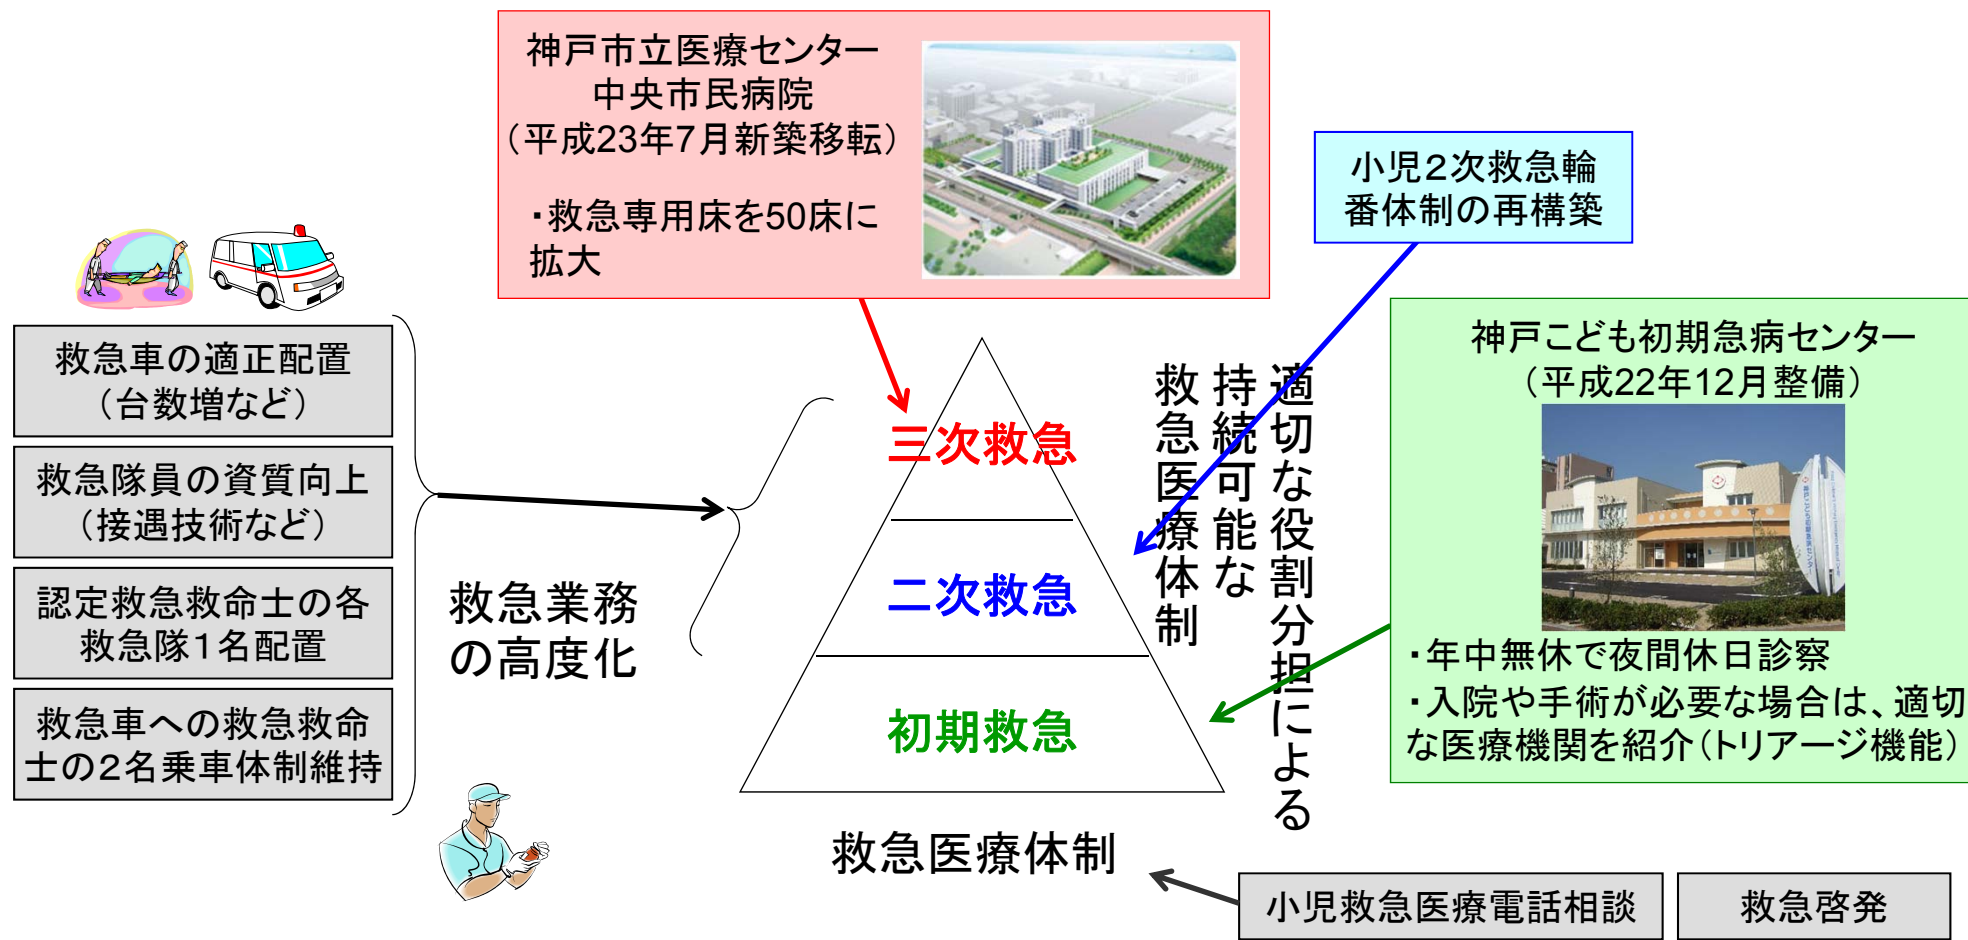 神戸市立医療センター
中央市民病院
（平成23年7月新築移転）
・救急専用床を50床に
拡大
小児２次救急輪
番体制の再構築
救急車の適正配置
（台数増など）
救急隊員の資質向上
（接遇技術など）
認定救急救命士の各
救急隊１名配置
救急車への救急救命
士の２名乗車体制維持
救急業務
の高度化
三次救急
二次救急
初期救急
適切な役割分担による
持続可能な
救急医療体制
神戸こども初期急病センター
（平成22年12月整備）
・年中無休で夜間休日診察
・入院や手術が必要な場合は、適切
な医療機関を紹介（トリアージ機能）
救急医療体制
小児救急医療電話相談
救急啓発